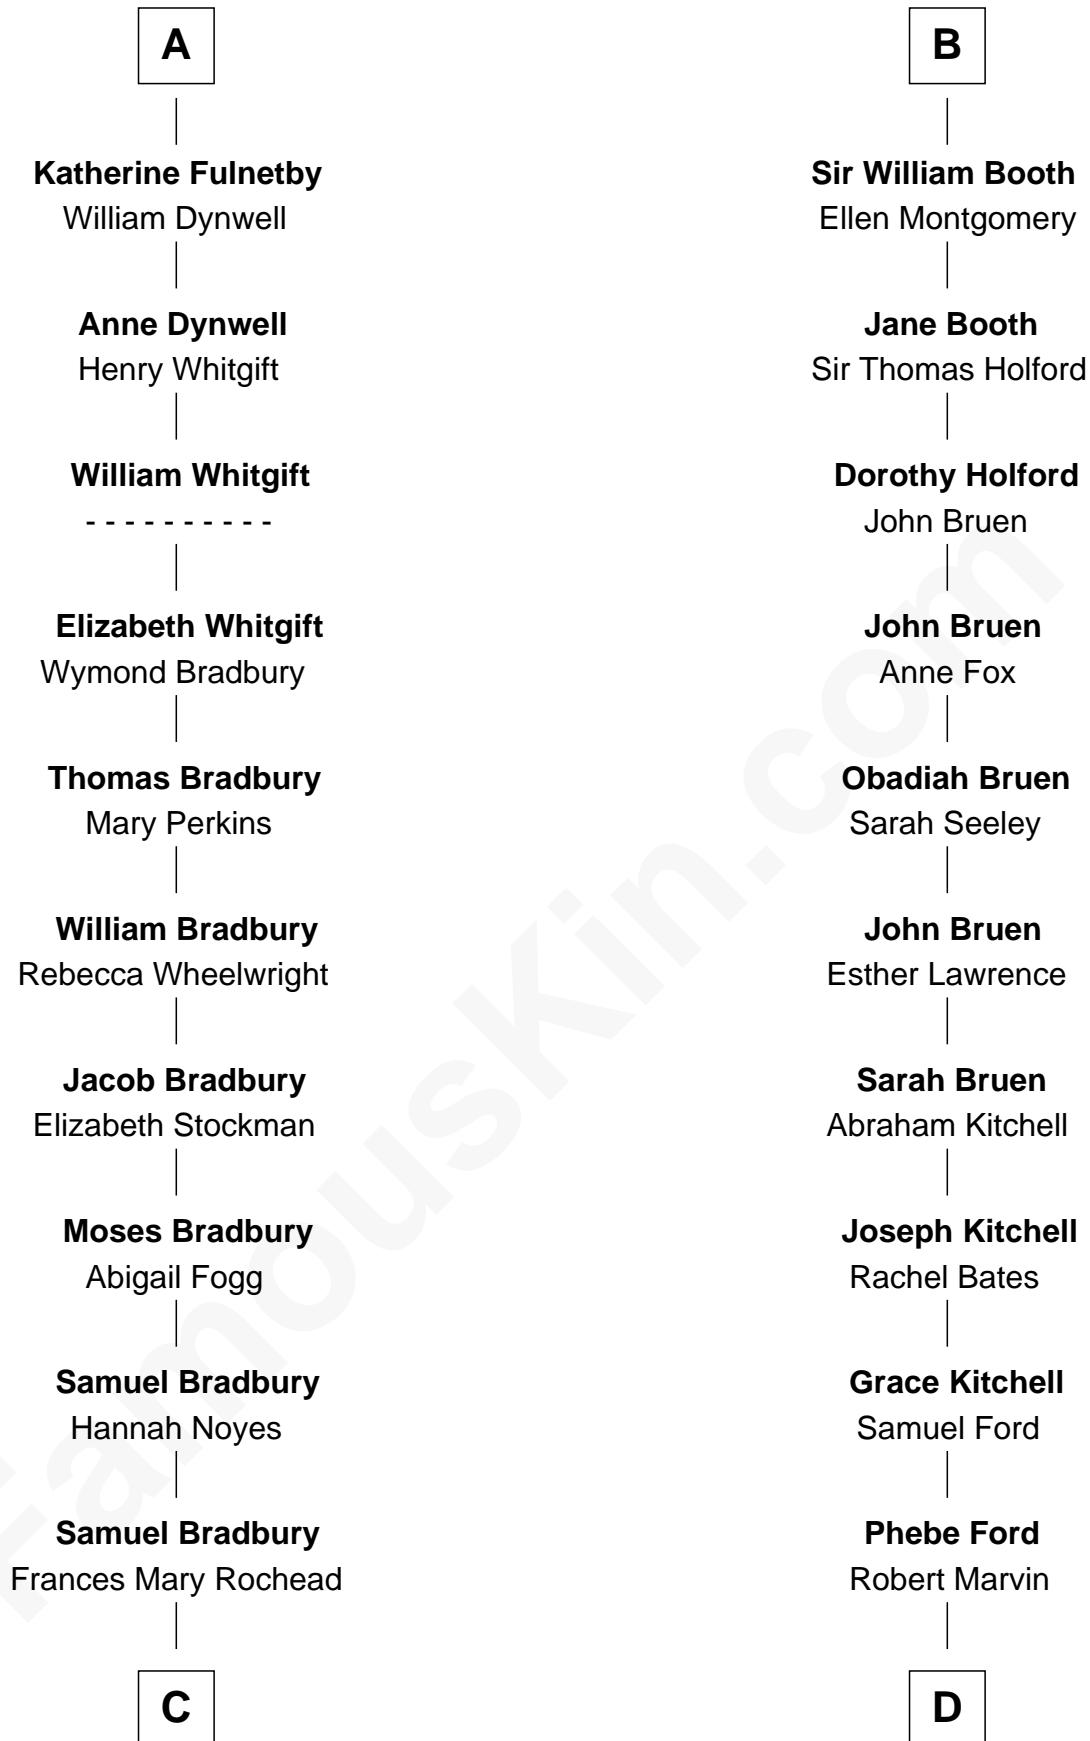 A
Katherine Fulnetby
William Dynwell
Anne Dynwell
Henry Whitgift
William Whitgift
- - - - - - - - - -
Elizabeth Whitgift
Wymond Bradbury
Thomas Bradbury
Mary Perkins
William Bradbury
Rebecca Wheelwright
Jacob Bradbury
Elizabeth Stockman
Moses Bradbury
Abigail Fogg
Samuel Bradbury
Hannah Noyes
Samuel Bradbury
Frances Mary Rochead
C
B
Sir William Booth
Ellen Montgomery
Jane Booth
Sir Thomas Holford
Dorothy Holford
John Bruen
John Bruen
Anne Fox
Obadiah Bruen
Sarah Seeley
John Bruen
Esther Lawrence
Sarah Bruen
Abraham Kitchell
Joseph Kitchell
Rachel Bates
Grace Kitchell
Samuel Ford
Phebe Ford
Robert Marvin
D
FamousKin.com